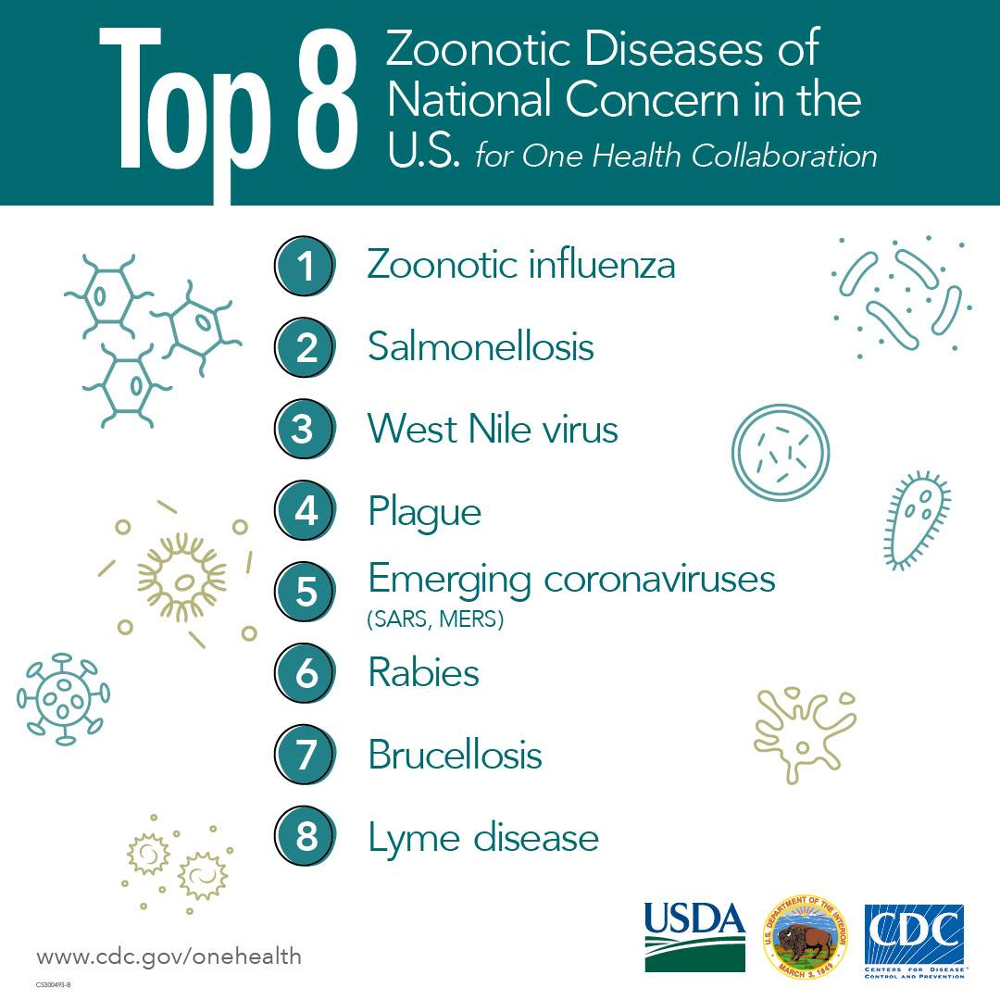 Top 8
Zoonotic Diseases of
National Concern in the
U.S. for One Health Collaboration
1 Zoonotic influenza
2 Salmonellosis
3 West Nile virus
4 Plague
5 Emerging coronaviruses
(SARS, MERS)
6 Rabies
7 Brucellosis
8 Lyme disease
www.cdc.gov/onehealth
CS300493-B
USDA
U.S. DEPARTMENT OF THE INTERIOR
MARCH 3, 1849
CDC
CENTERS FOR DISEASE™
CONTROL AND PREVENTION